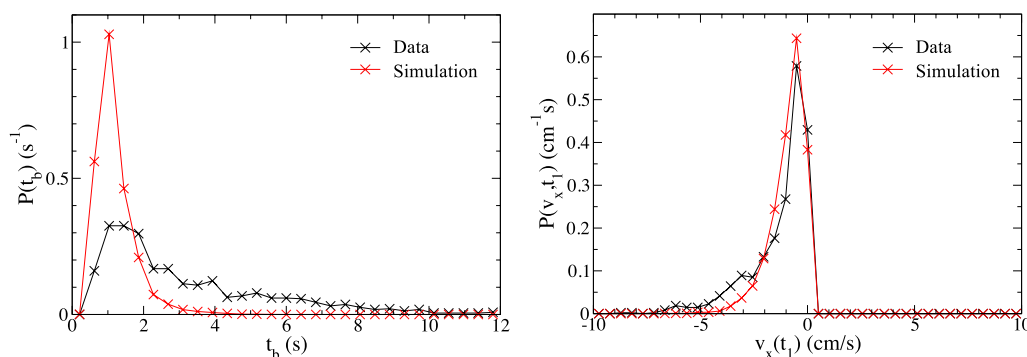 1
0.5
0
P(t_b) (s^-1)
Data
Simulation
0 2 4 6 8 10 12
t_b (s)
0.6
0.5
0.4
0.3
0.2
0.1
0
P(v_x,t_1) (cm^-1 s)
Data
Simulation
-10 -5 0 5 10
v_x(t_1) (cm/s)